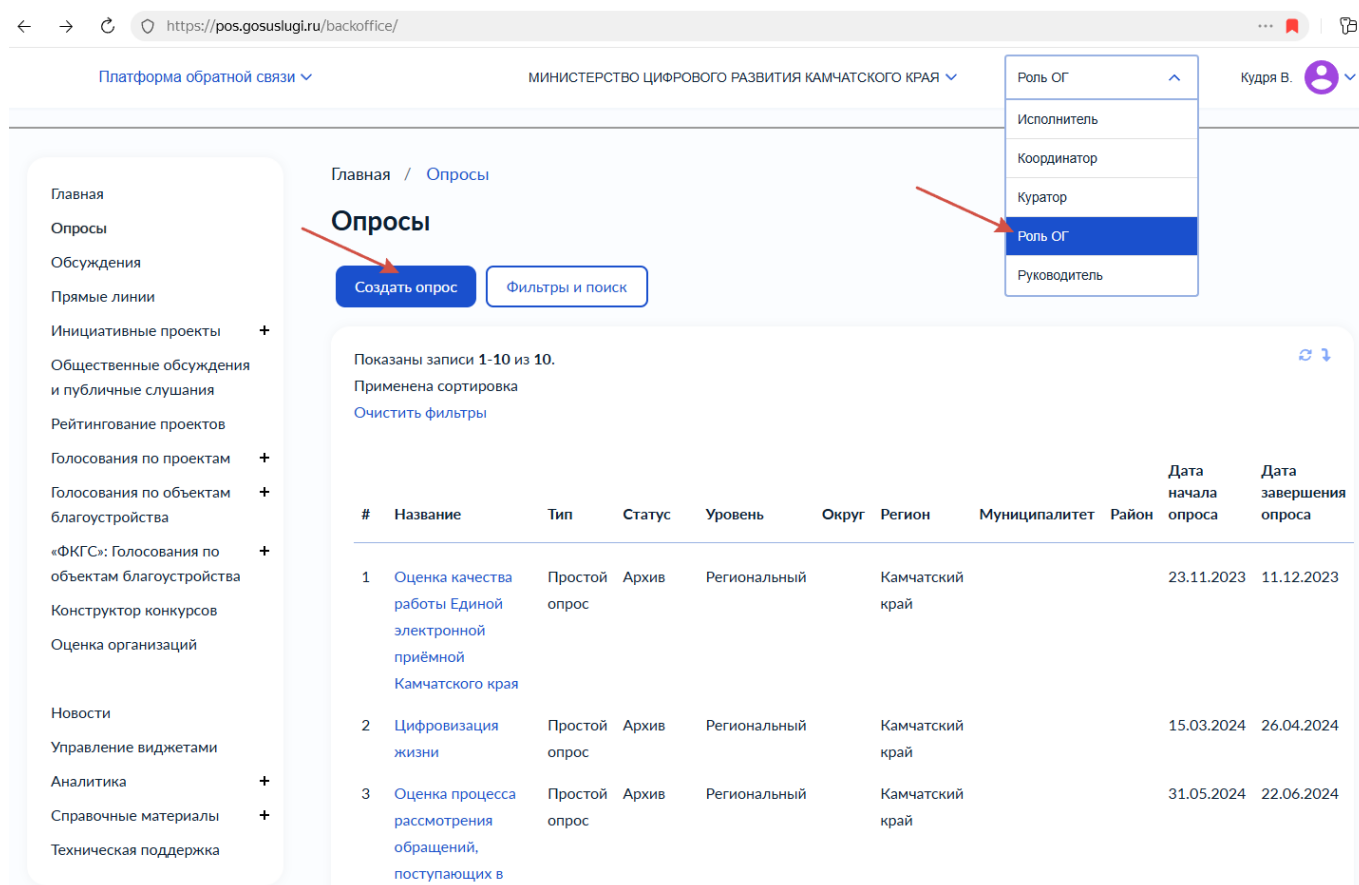 https://pos.gosuslugi.ru/backoffice/
Платформа обратной связи
МИНИСТЕРСТВО ЦИФРОВОГО РАЗВИТИЯ КАМЧАТСКОГО КРАЯ
Роль ОГ
Кудря В.
Исполнитель
Координатор
Куратор
Роль ОГ
Руководитель
Главная
Опросы
Обсуждения
Прямые линии
Инициативные проекты +
Общественные обсуждения
и публичные слушания
Рейтингование проектов
Голосования по проектам +
Голосования по объектам +
благоустройства
«ФКГС»: Голосования по +
объектам благоустройства
Конструктор конкурсов
Оценка организаций
Новости
Управление виджетами
Аналитика +
Справочные материалы +
Техническая поддержка
Главная / Опросы
Опросы
Создать опрос
Фильтры и поиск
Показаны записи 1-10 из 10.
Применена сортировка
Очистить фильтры
# Название Тип Статус Уровень Округ Регион Муниципалитет Район Дата начала опроса Дата завершения опроса
1 Оценка качества Простой Архив Региональный Камчатский 23.11.2023 11.12.2023
работы Единой опрос край
электронной
приёмной
Камчатского края
2 Цифровизация Простой Архив Региональный Камчатский 15.03.2024 26.04.2024
жизни опрос край
3 Оценка процесса Простой Архив Региональный Камчатский 31.05.2024 22.06.2024
рассмотрения опрос край
обращений,
поступающих в